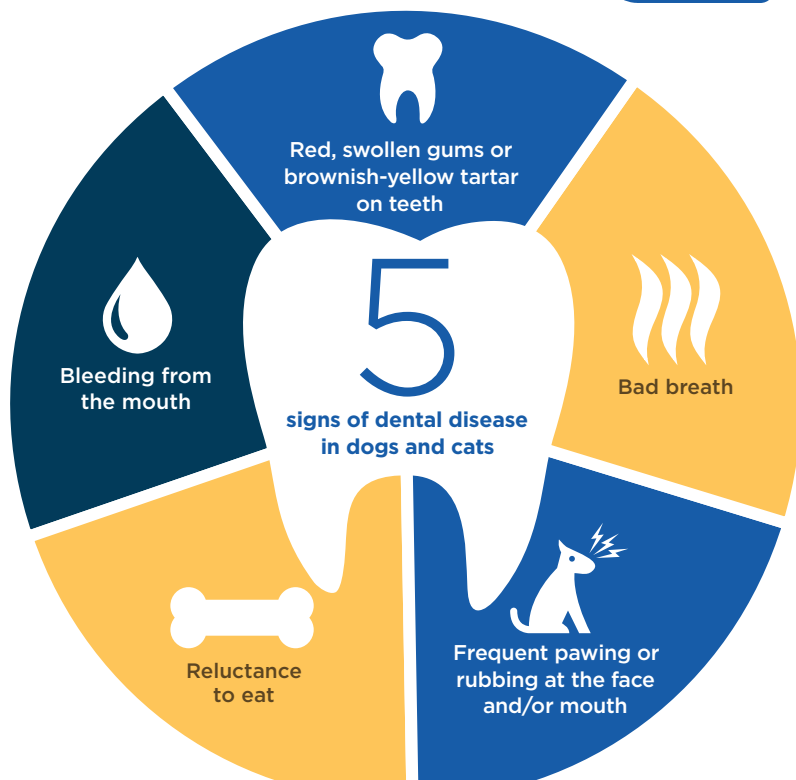 Red, swollen gums or
brownish-yellow tartar
on teeth
Bad breath
Frequent pawing or
rubbing at the face
and/or mouth
Reluctance
to eat
Bleeding from
the mouth
5
signs of dental disease
in dogs and cats